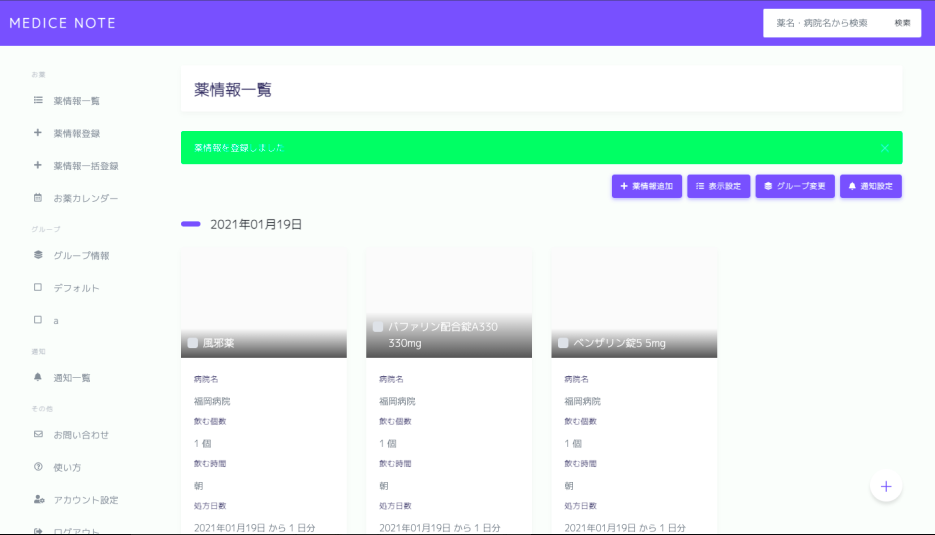 MEDICE NOTE
薬名・病院名から検索
検索
お薬
薬情報一覧
薬情報登録
薬情報一括登録
お薬カレンダー
グループ
グループ情報
デフォルト
a
通知
通知一覧
その他
お問い合わせ
使い方
アカウント設定
ログアウト
薬情報一覧
薬情報を登録しました
薬情報追加
表示設定
グループ変更
通知設定
2021年01月19日
風邪薬
病院名
福岡病院
飲む個数
1 個
飲む時間
朝
処方日数
2021年01月19日 から 1 日分
バファリン配合錠A330
330mg
病院名
福岡病院
飲む個数
1 個
飲む時間
朝
処方日数
2021年01月19日 から 1 日分
ベンザリン錠5 5mg
病院名
福岡病院
飲む個数
1 個
飲む時間
朝
処方日数
2021年01月19日 から 1 日分